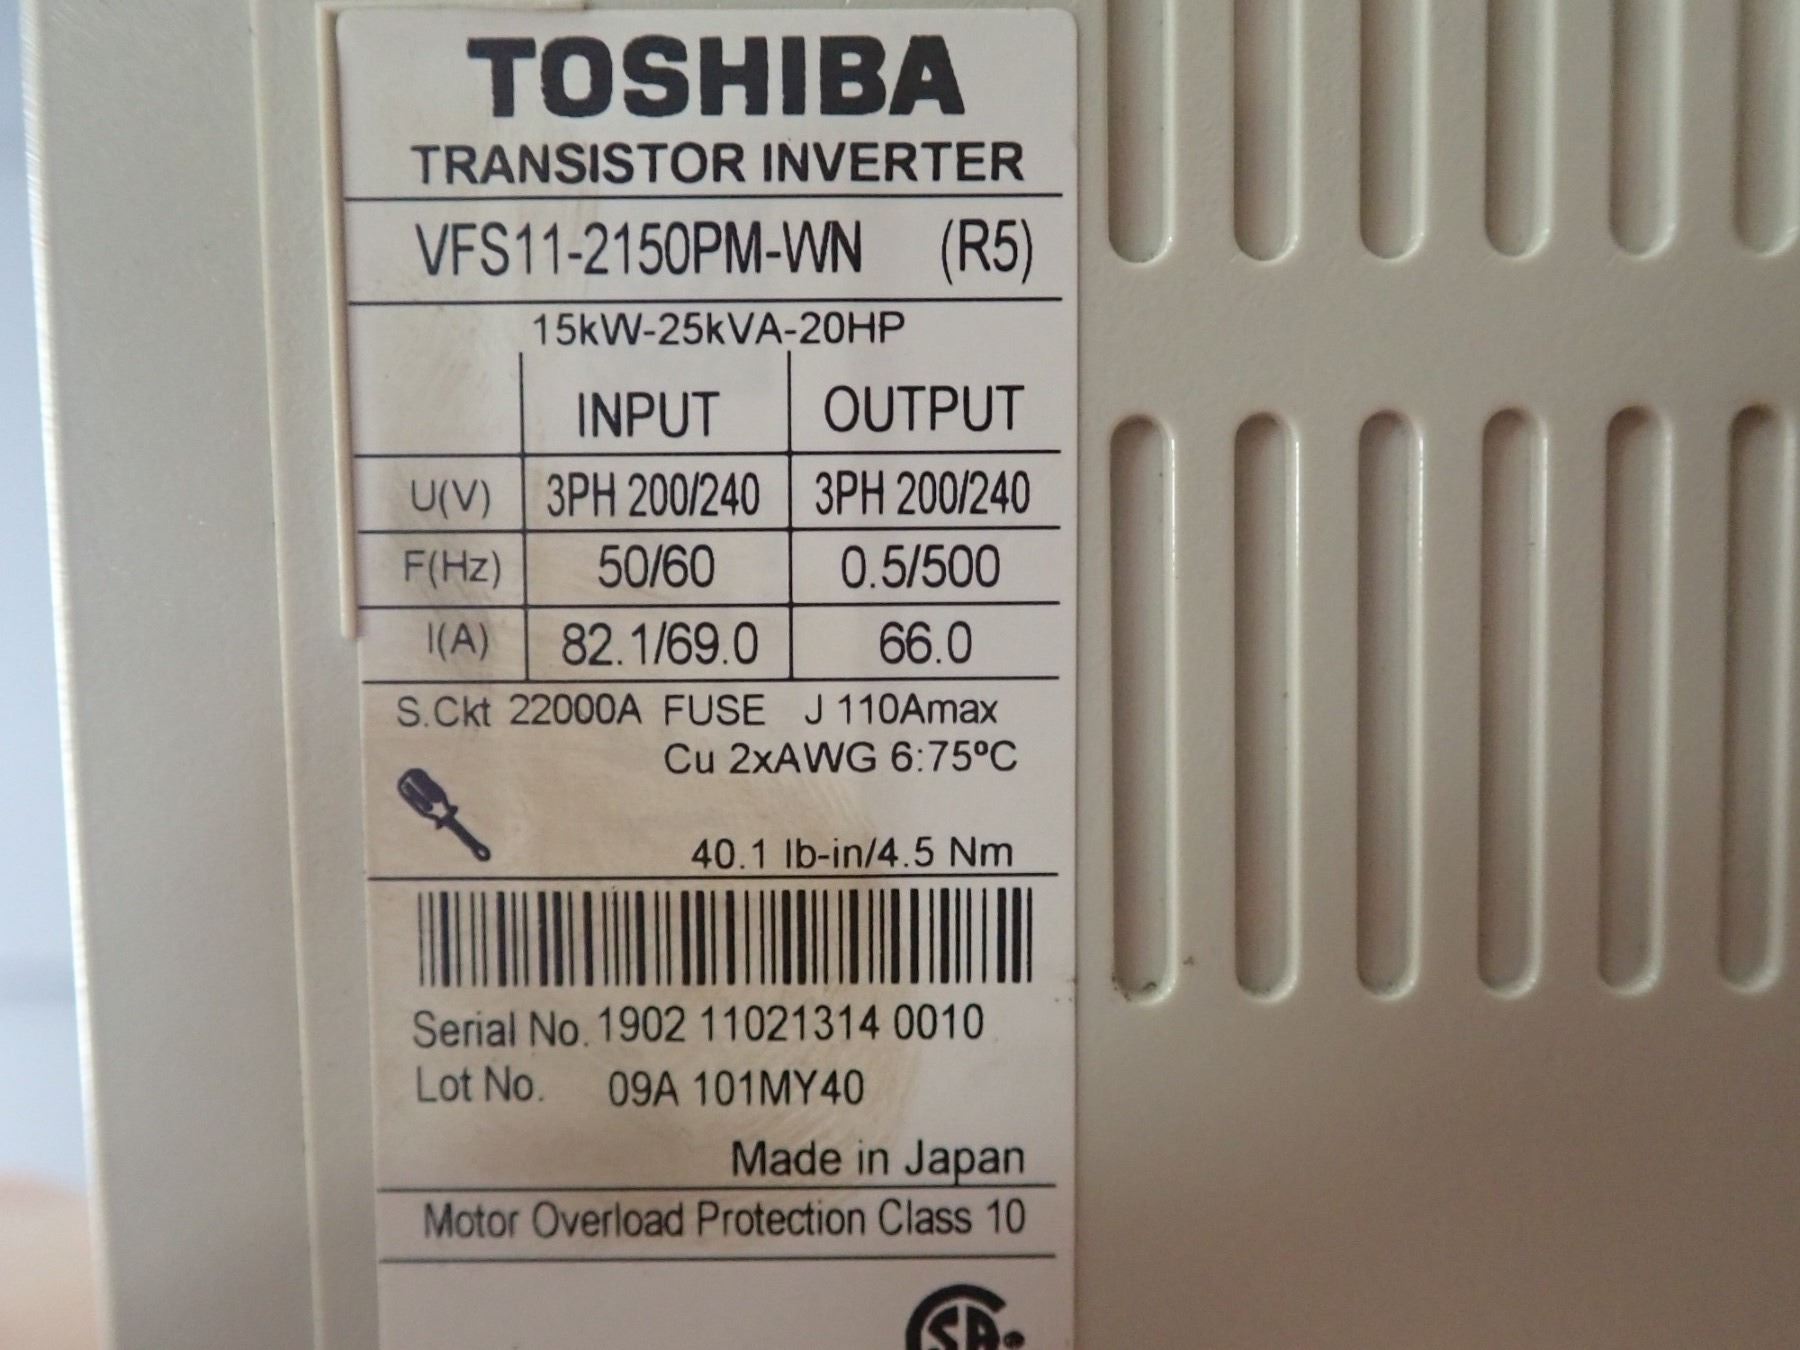 TOSHIBA
TRANSISTOR INVERTER
VFS11-2150PM-WN (R5)
15kW-25kVA-20HP
INPUT OUTPUT
U(V) 3PH 200/240 3PH 200/240
F(Hz) 50/60 0.5/500
I(A) 82.1/69.0 66.0
S.Ckt 22000A FUSE J 110Amax
Cu 2xAWG 6:75ºC
40.1 lb-in/4.5 Nm
Serial No. 1902 11021314 0010
Lot No. 09A 101MY40
Made in Japan
Motor Overload Protection Class 10
SA